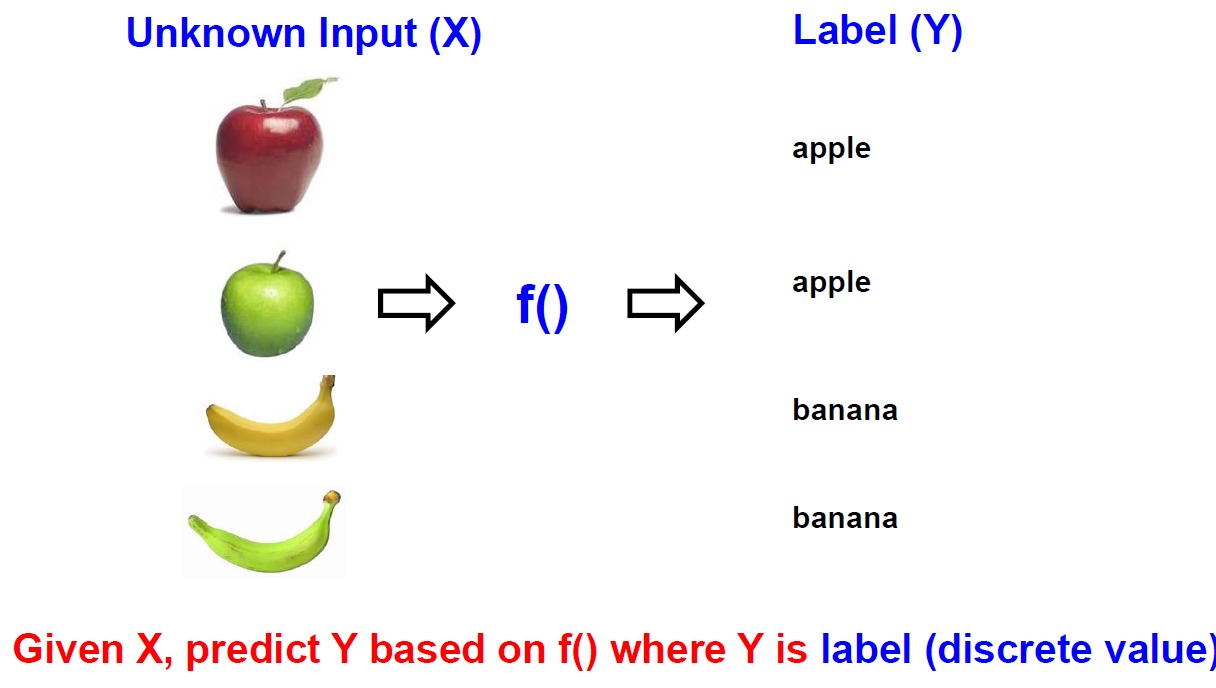 Unknown Input (X)
Label (Y)
apple
apple
f()
banana
banana
Given X, predict Y based on f() where Y is label (discrete value)